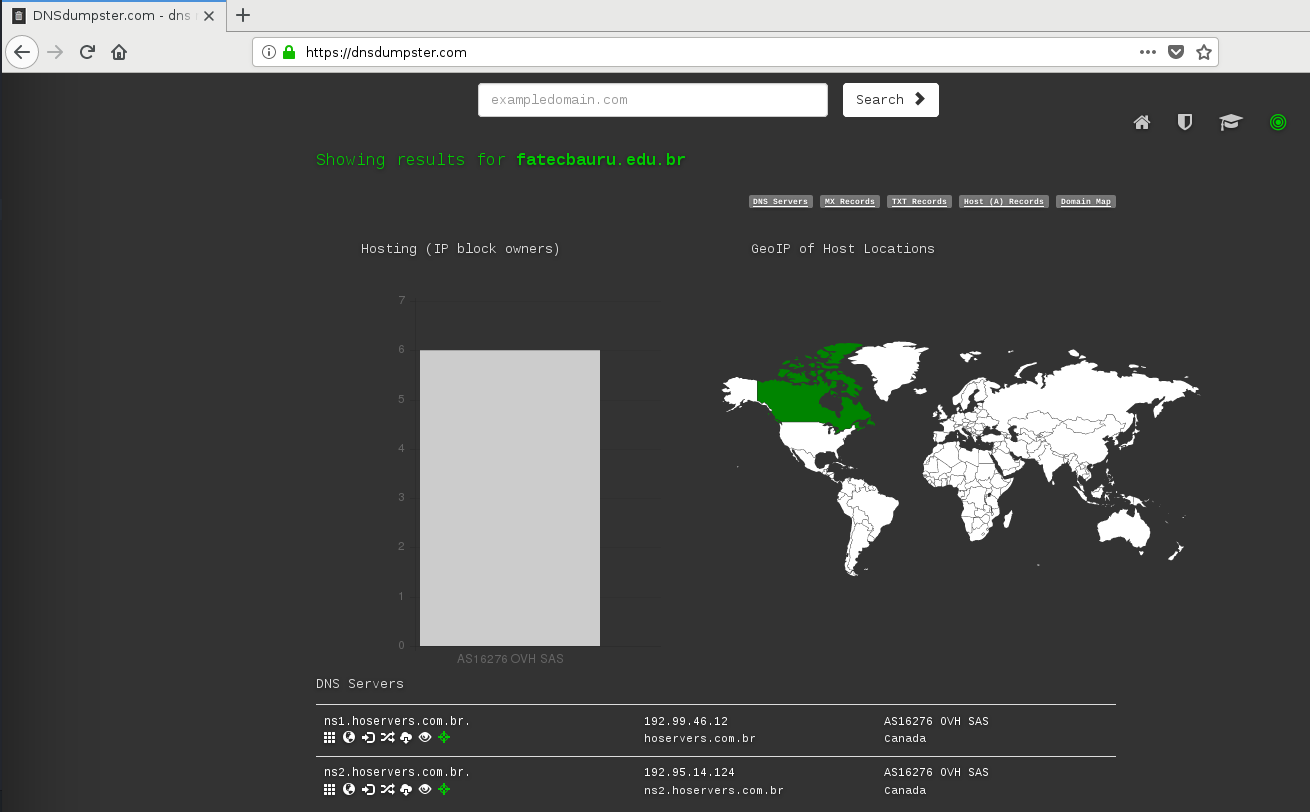 DNSdumpster.com - dns r
https://dnsdumpster.com
exampledomain.com
Search
Showing results for fatecbauru.edu.br
DNS Servers MX Records TXT Records Host (A) Records Domain Map
Hosting (IP block owners)
GeoIP of Host Locations
7
6
5
4
3
2
1
0
AS16276 OVH SAS
DNS Servers
ns1.hoservers.com.br. 192.99.46.12 AS16276 OVH SAS
hoservers.com.br Canada
ns2.hoservers.com.br. 192.95.14.124 AS16276 OVH SAS
ns2.hoservers.com.br Canada